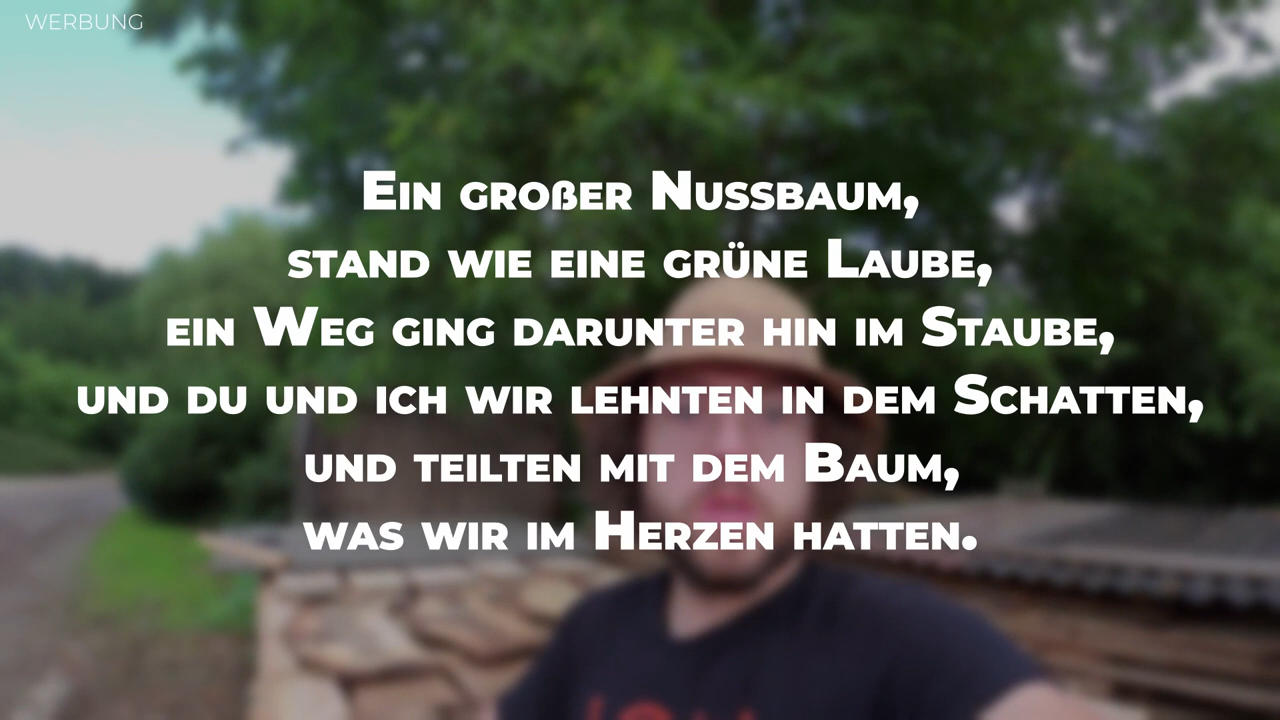 WERBUNG
Ein großer Nussbaum,
stand wie eine grüne Laube,
ein Weg ging darunter hin im Staube,
und du und ich wir lehnten in dem Schatten,
und teilten mit dem Baum,
was wir im Herzen hatten.